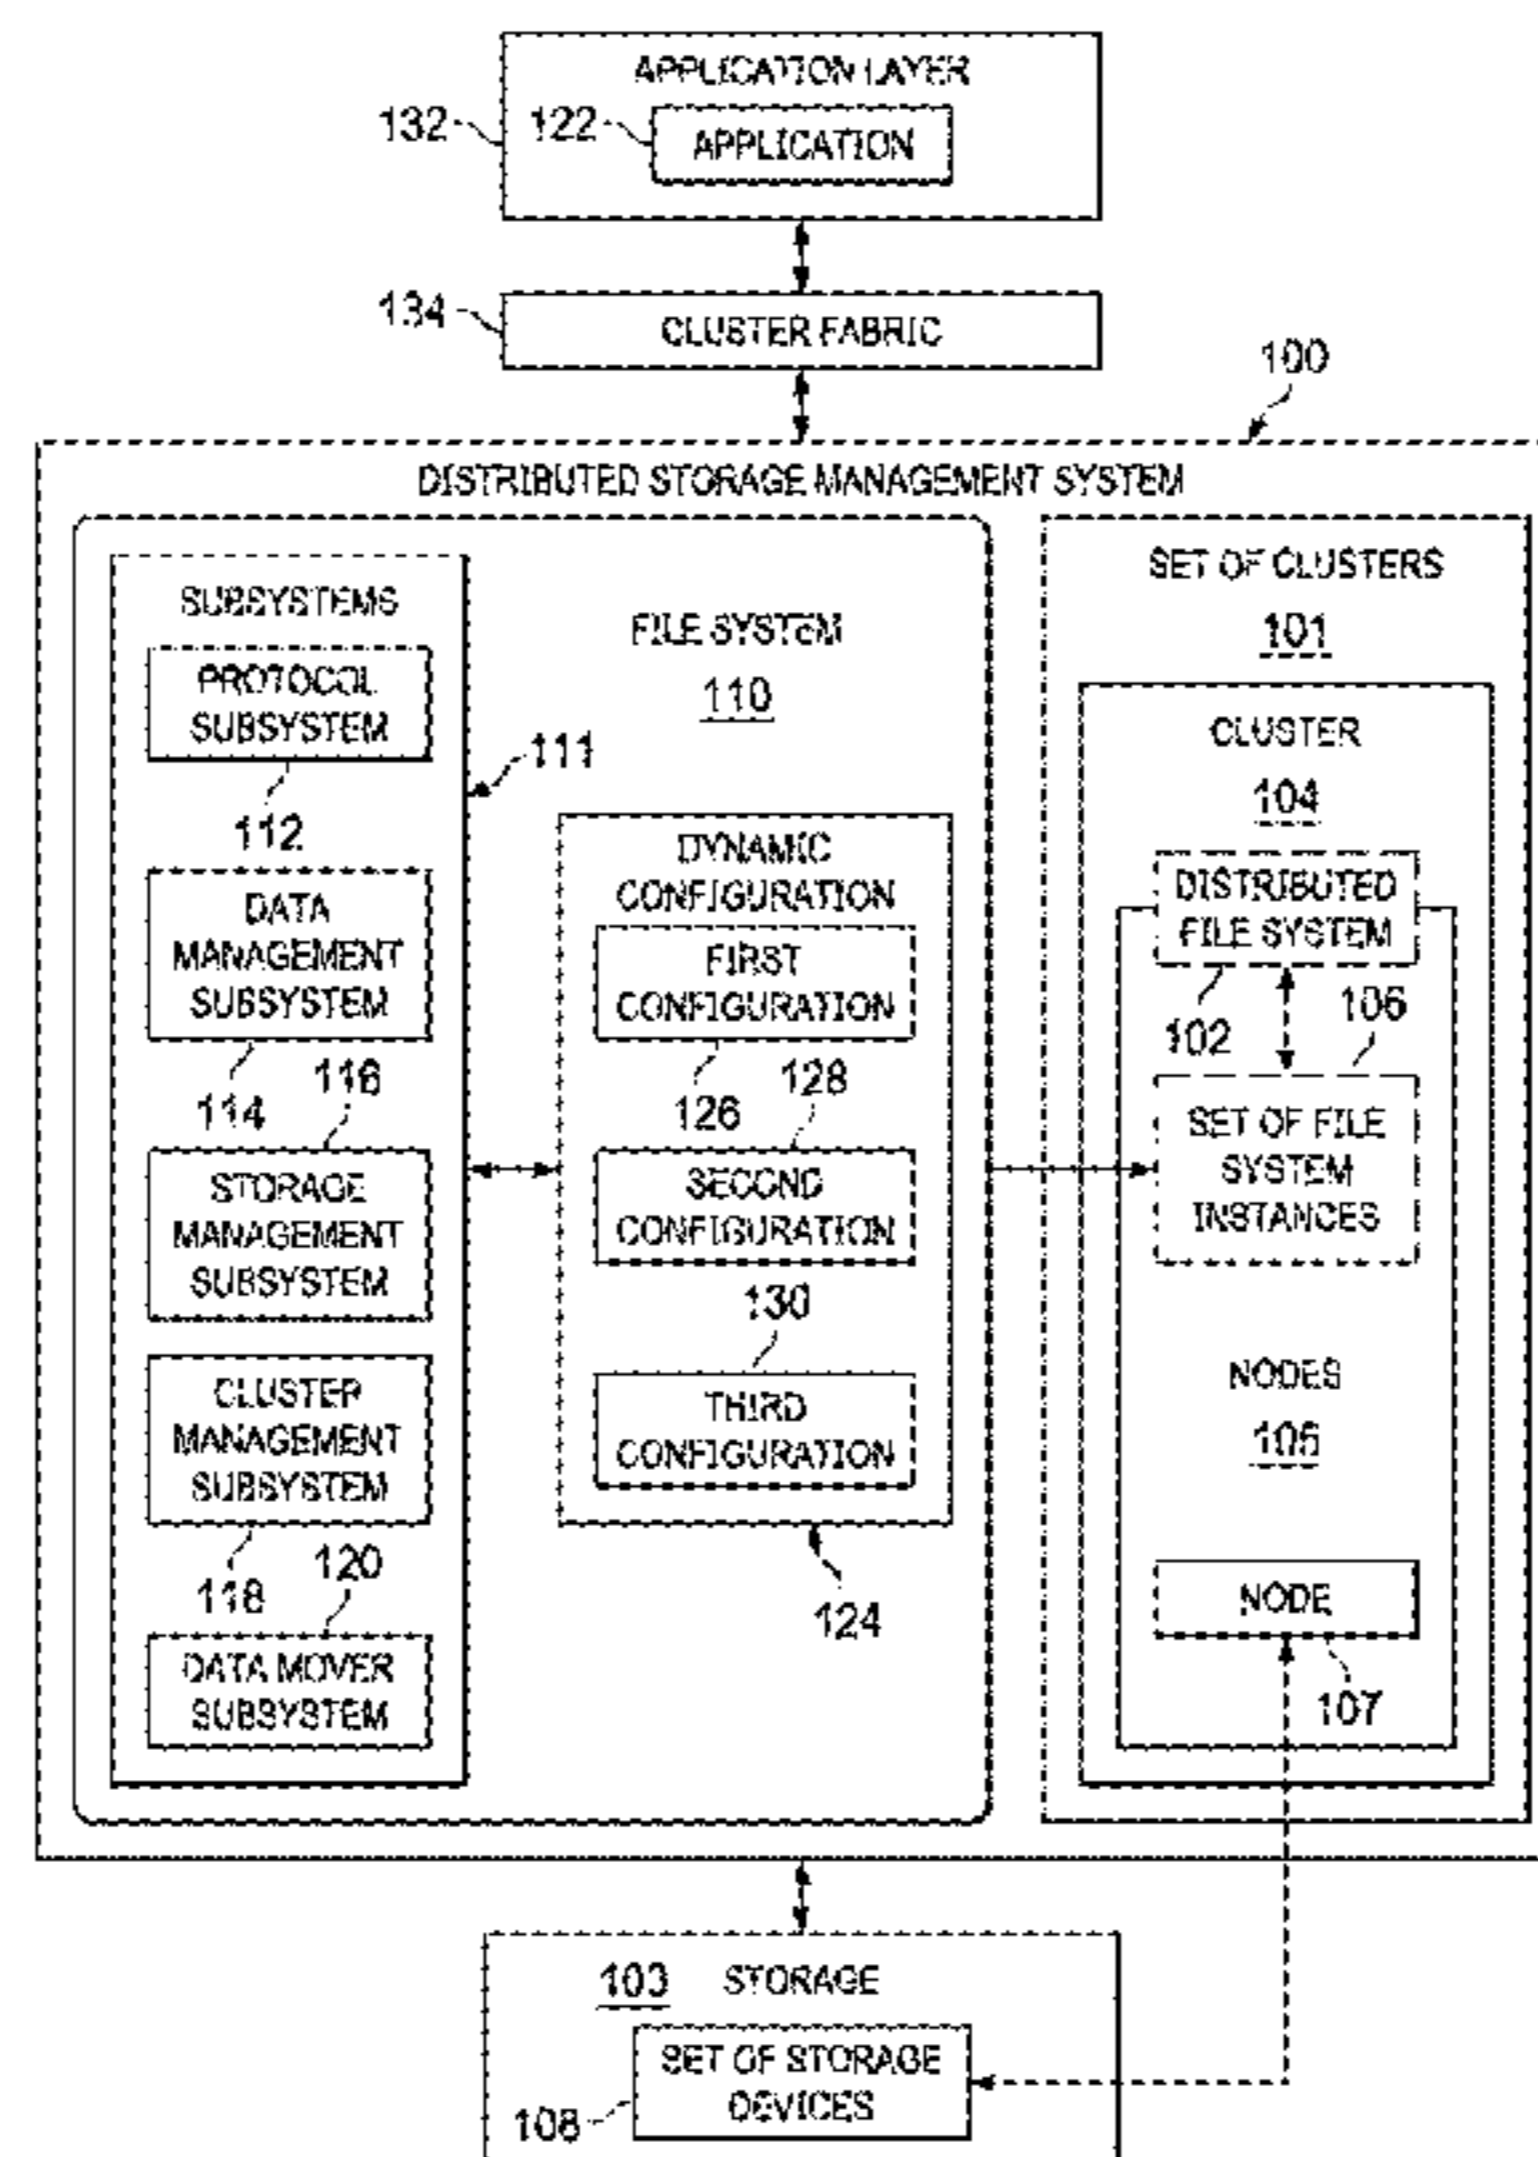 APPLICATION LAYER
132
122
APPLICATION
134
CLUSTER FABRIC
100
DISTRIBUTED STORAGE MANAGEMENT SYSTEM
SUBSYSTEMS
PROTOCOL
SUBSYSTEM
112
DATA
MANAGEMENT
SUBSYSTEM
114
116
STORAGE
MANAGEMENT
SUBSYSTEM
CLUSTER
MANAGEMENT
SUBSYSTEM
118
120
DATA MOVER
SUBSYSTEM
FILE SYSTEM
110
111
DYNAMIC
CONFIGURATION
FIRST
CONFIGURATION
126
128
SECOND
CONFIGURATION
130
THIRD
CONFIGURATION
124
SET OF CLUSTERS
101
CLUSTER
104
DISTRIBUTED
FILE SYSTEM
102
106
SET OF FILE
SYSTEM
INSTANCES
NODES
105
NODE
107
103 STORAGE
SET OF STORAGE
DEVICES
108